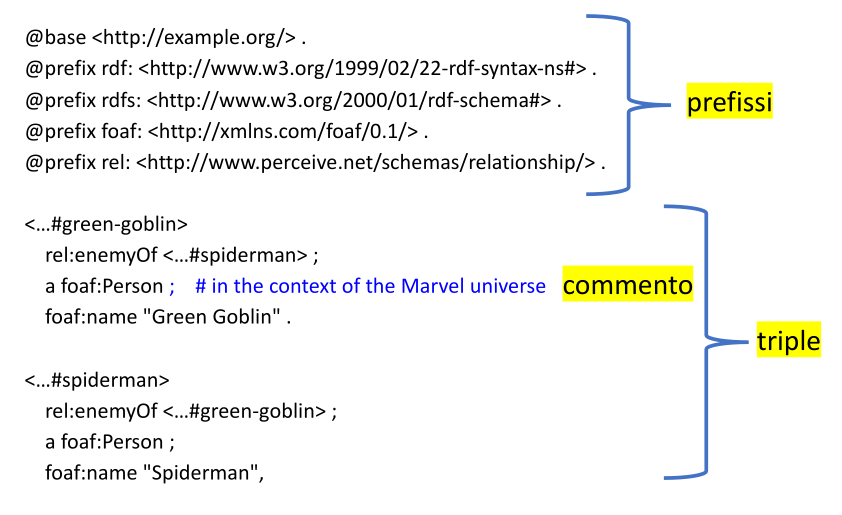 @base <http://example.org/> .
@prefix rdf: <http://www.w3.org/1999/02/22-rdf-syntax-ns#> .
@prefix rdfs: <http://www.w3.org/2000/01/rdf-schema#> .
@prefix foaf: <http://xmlns.com/foaf/0.1/> .
@prefix rel: <http://www.perceive.net/schemas/relationship/> .
prefissi
<...#green-goblin>
rel:enemyOf <...#spiderman> ;
a foaf:Person ; # in the context of the Marvel universe commento
foaf:name "Green Goblin" .
triple
<...#spiderman>
rel:enemyOf <...#green-goblin> ;
a foaf:Person ;
foaf:name "Spiderman",